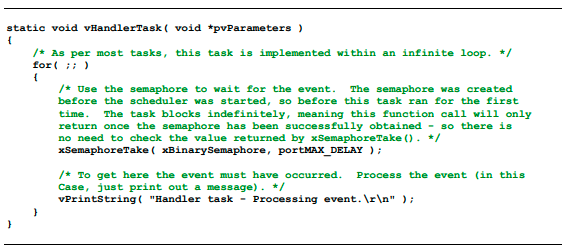 static void vHandlerTask( void *pvParameters )
{
/* As per most tasks, this task is implemented within an infinite loop. */
for( ;; )
{
/* Use the semaphore to wait for the event.  The semaphore was created
before the scheduler was started, so before this task ran for the first
time.  The task blocks indefinitely, meaning this function call will only
return once the semaphore has been successfully obtained - so there is
no need to check the value returned by xSemaphoreTake(). */
xSemaphoreTake( xBinarySemaphore, portMAX_DELAY );
/* To get here the event must have occurred.  Process the event (in this
Case, just print out a message). */
vPrintString( "Handler task - Processing event.\r\n" );
}
}